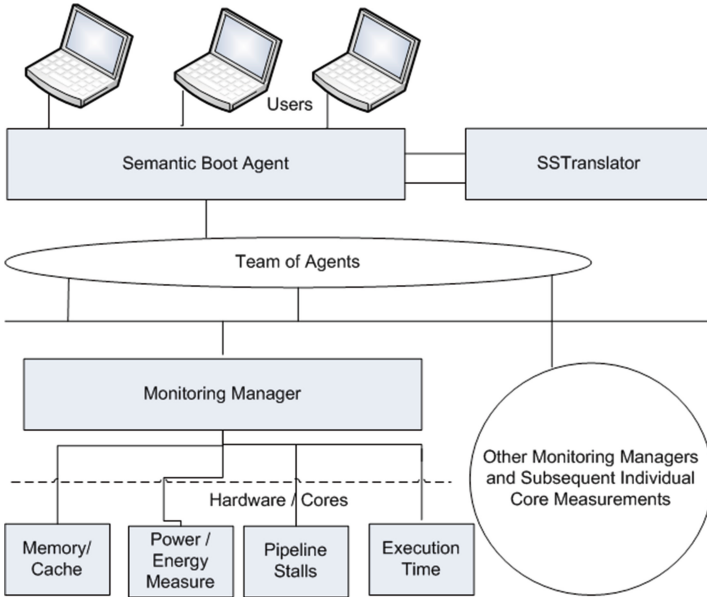 Users
Semantic Boot Agent
SSTranslator
Team of Agents
Monitoring Manager
Other Monitoring Managers
and Subsequent Individual
Core Measurements
Hardware / Cores
Memory/
Cache
Power /
Energy
Measure
Pipeline
Stalls
Execution
Time